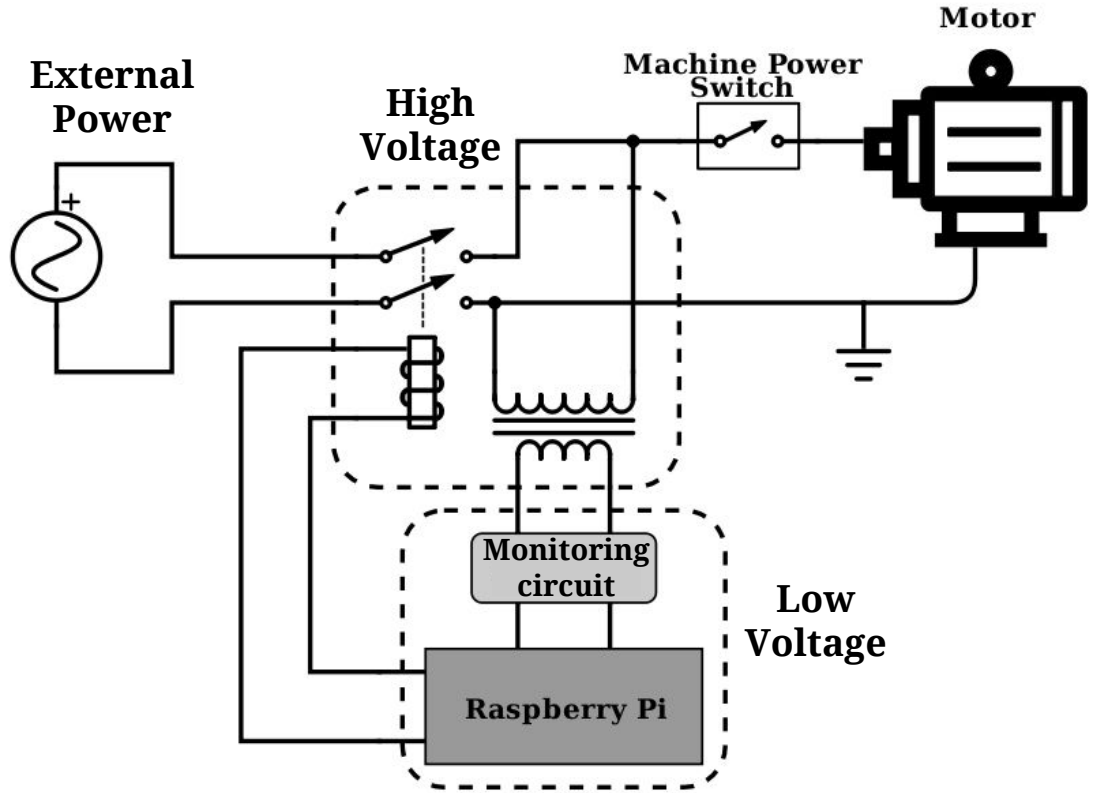 Motor
External
Power
High
Voltage
Machine Power
Switch
+
Monitoring
circuit
Low
Voltage
Raspberry Pi